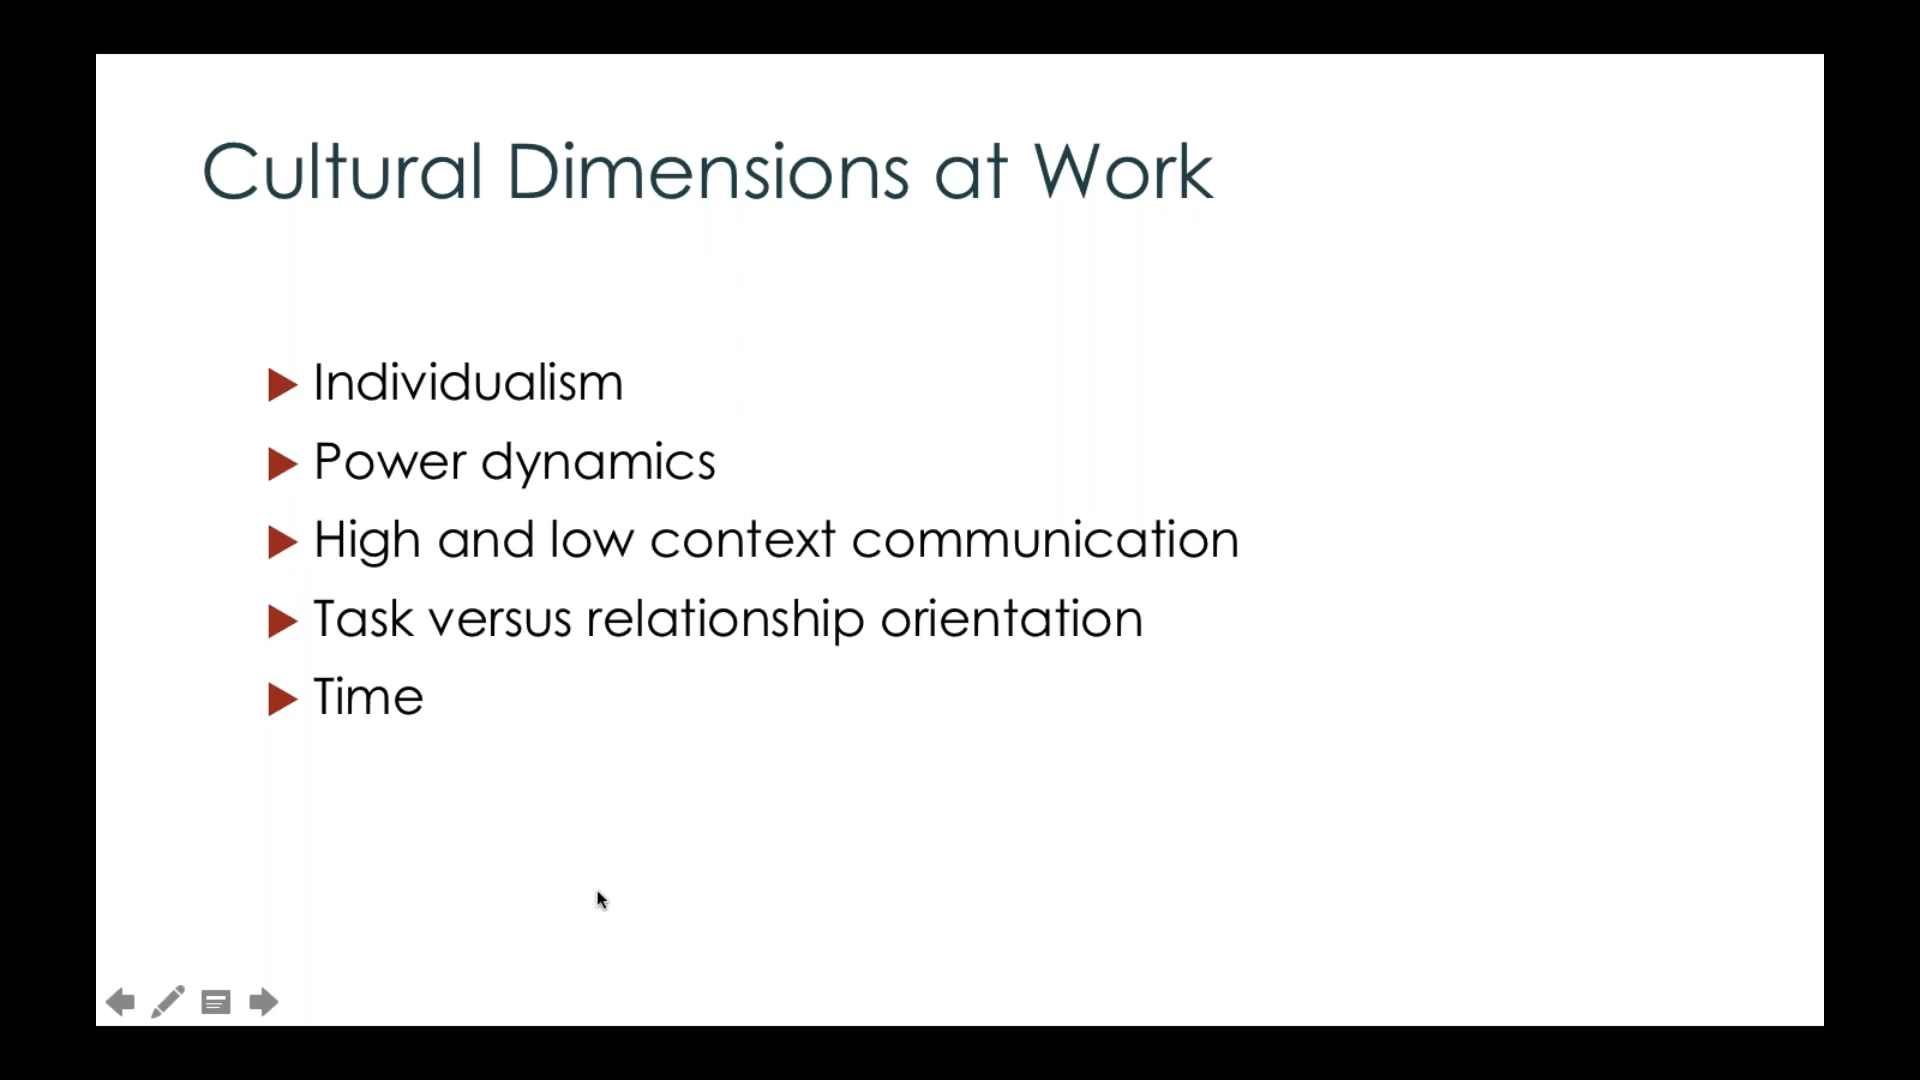 Cultural Dimensions at Work
Individualism
Power dynamics
High and low context communication
Task versus relationship orientation
Time